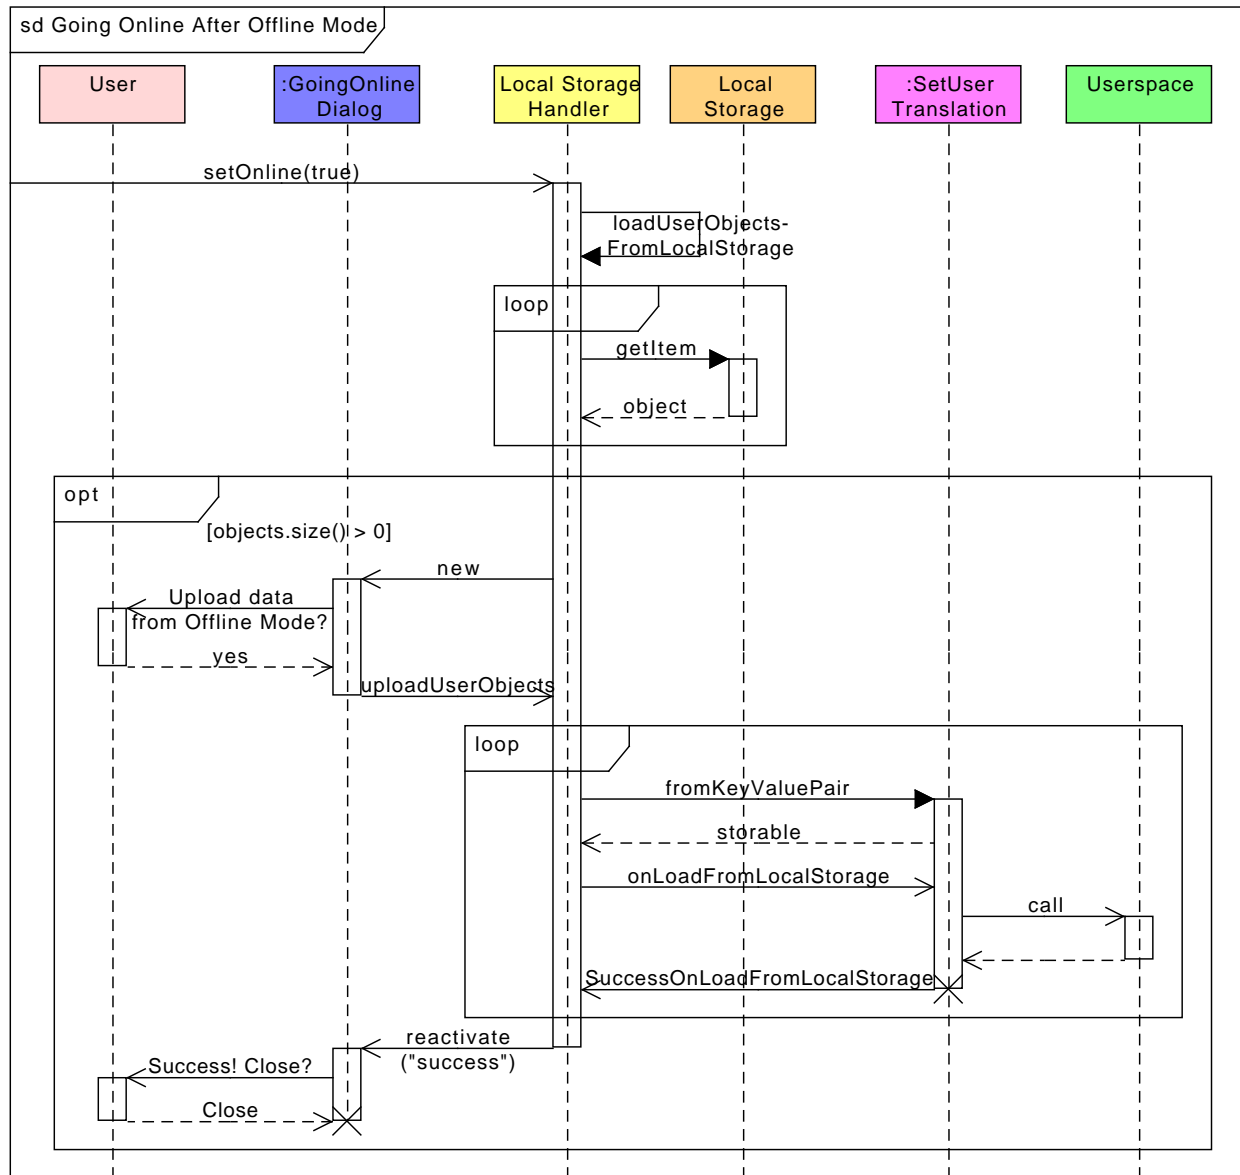 sd Going Online After Offline Mode
User
:GoingOnline
Dialog
Local Storage
Handler
Local
Storage
:SetUser
Translation
Userspace
setOnline(true)
loadUserObjects-
FromLocalStorage
loop
getItem
object
opt
[objects.size() > 0]
new
Upload data
from Offline Mode?
yes
uploadUserObjects
loop
fromKeyValuePair
storable
onLoadFromLocalStorage
call
SuccessOnLoadFromLocalStorage
reactivate
("success")
Success! Close?
Close